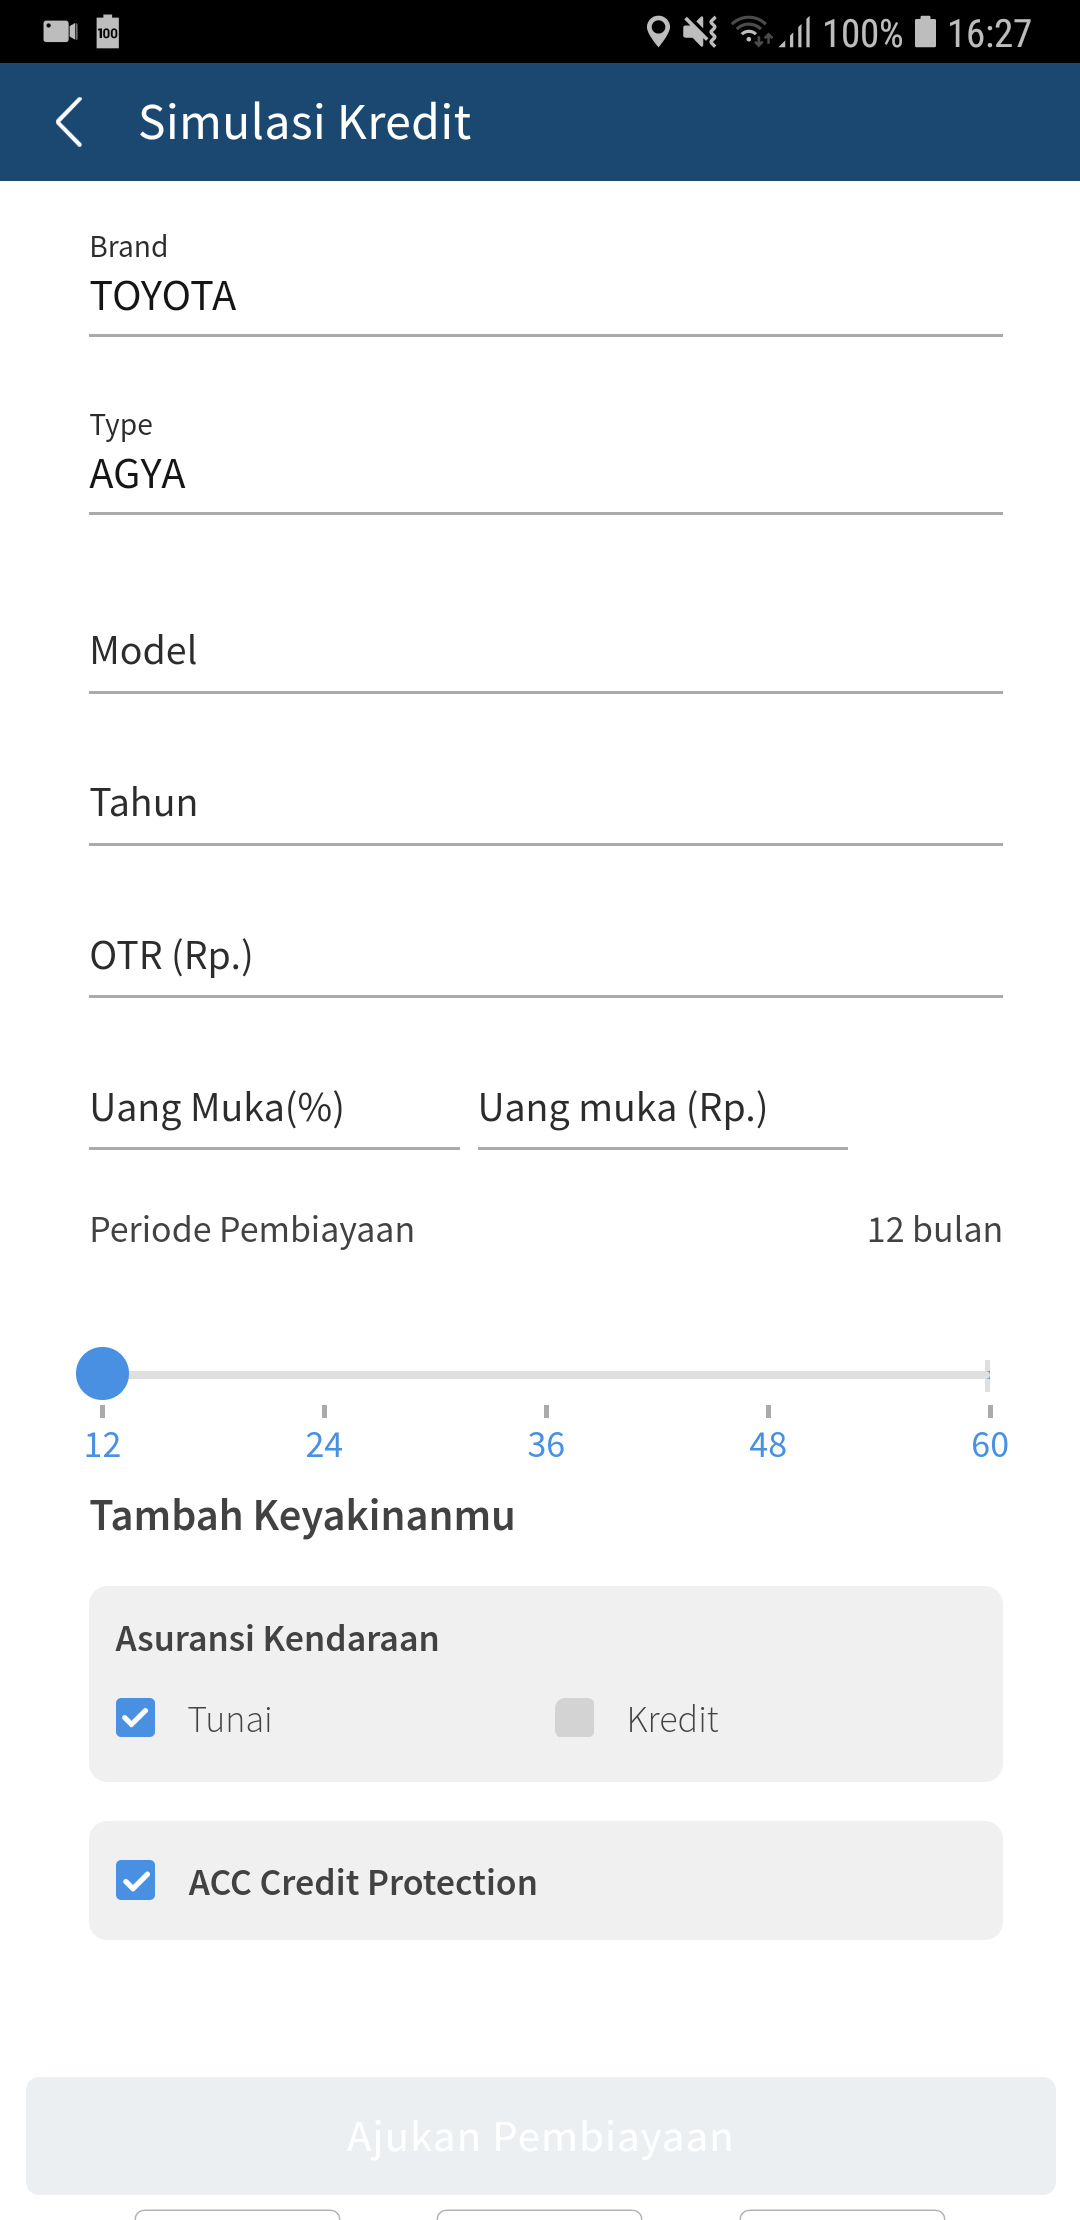 100 100% 16:27
Simulasi Kredit
Brand
TOYOTA
Type
AGYA
Model
Tahun
OTR (Rp.)
Uang Muka(%) Uang muka (Rp.)
Periode Pembiayaan 12 bulan
12 24 36 48 60
Tambah Keyakinanmu
Asuransi Kendaraan
Tunai Kredit
ACC Credit Protection
Ajukan Pembiayaan